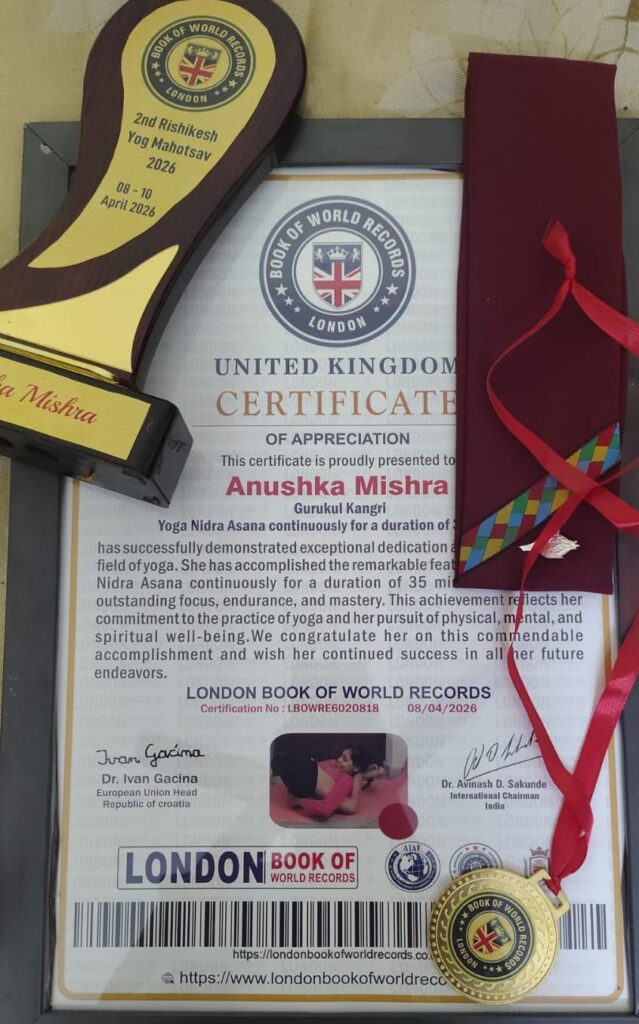 BOOK OF WORLD RECORDS
LONDON
2nd Rishikesh
Yog Mahotsav
2026
08 - 10
April 2026
Mishra
BOOK OF WORLD RECORDS
LONDON
UNITED KINGDOM
CERTIFICATE
OF APPRECIATION
This certificate is proudly presented to
Anushka Mishra
Gurukul Kangri
Yoga Nidra Asana continuously for a duration of
has successfully demonstrated exceptional dedication
field of yoga. She has accomplished the remarkable
Nidra Asana continuously for a duration of 35
outstanding focus, endurance, and mastery. This achievement reflects her
commitment to the practice of yoga and her pursuit of physical, mental, and
spiritual well-being.We congratulate her on this commendable
accomplishment and wish her continued success in all her future
endeavors.
LONDON BOOK OF WORLD RECORDS
Certification No : LBOWRE6020818 08/04/2026
Ivan Gacina
Dr. Ivan Gacina
European Union Head
Republic of croatia
Dr. Avinash D. Sakunde
International Chairman
India
LONDON BOOK OF
WORLD RECORDS
BOOK OF WORLD RECORDS
LONDON
https://londonbookofworldrecords.co
https://www.londonbookofworldreco